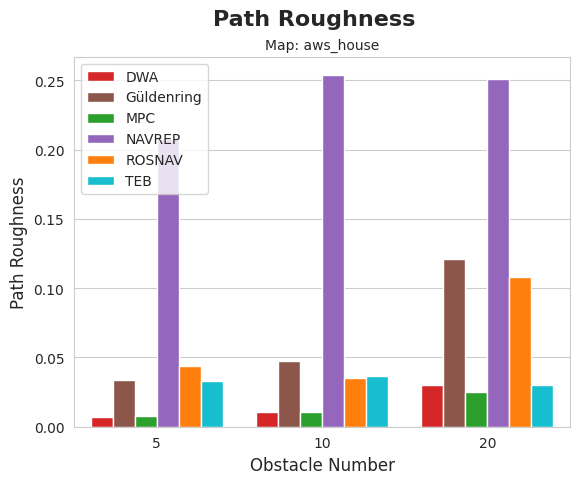 Path Roughness
Map: aws_house
DWA
Güldenring
MPC
NAVREP
ROSNAV
TEB
Path Roughness
0.25
0.20
0.15
0.10
0.05
0.00
5 10 20
Obstacle Number